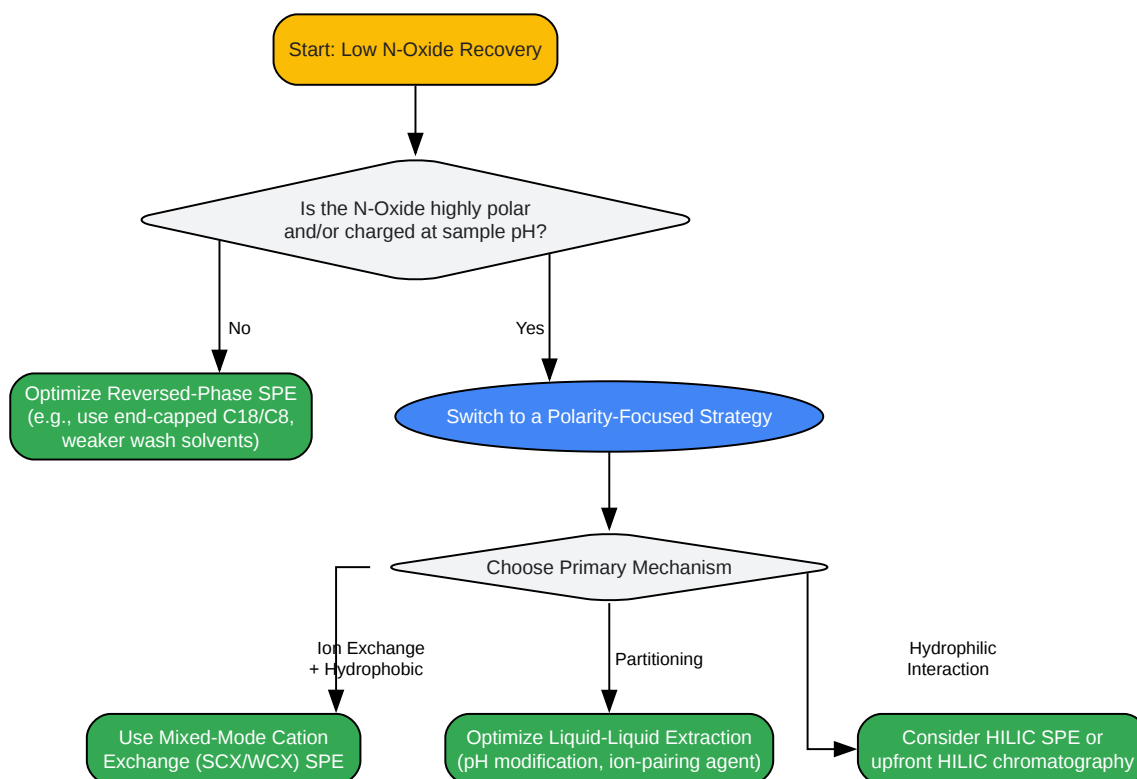 Start: Low N-Oxide Recovery
Is the N-Oxide highly polar
and/or charged at sample pH?
No
Yes
Optimize Reversed-Phase SPE
(e.g., use end-capped C18/C8,
weaker wash solvents)
Switch to a Polarity-Focused Strategy
Choose Primary Mechanism
Ion Exchange
+ Hydrophobic
Partitioning
Hydrophilic
Interaction
Use Mixed-Mode Cation
Exchange (SCX/WCX) SPE
Optimize Liquid-Liquid Extraction
(pH modification, ion-pairing agent)
Consider HILIC SPE or
upfront HILIC chromatography